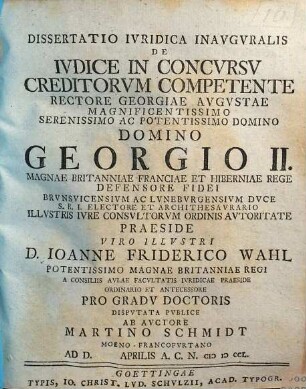 DISSERTATIO IVRIDICA INAVGVRALIS
DE
IVDICE IN CONCVRSV
CREDITORVM COMPETENTE
RECTORE GEORGIAE AVGVSTAE
MAGNIFICENTISSIMO
SERENISSIMO AC POTENTISSIMO DOMINO
DOMINO
GEORGIO II.
MAGNAE BRITANNIAE FRANCIAE ET HIBERNIAE REGE
DEFENSORE FIDEI
BRVNSVICENSIVM AC LVNEBVRGENSIVM DVCE
S. R. I. ELECTORE ET ARCHITHESAVRARIO
ILLVSTRIS IVRE CONSVLTORVM ORDINIS AVTORITATE
PRAESIDE
VIRO ILLVSTRI
D. IOANNE FRIDERICO WAHL
POTENTISSIMO MAGNAE BRITANNIAE REGI
A CONSILIIS AVLAE FACVLTATIS IVRIDICAE PRAESIDE
ORDINARIO ET ANTECESSORE
PRO GRADV DOCTORIS
DISPVTATA PVBLICE
AB AVCTORE
MARTINO SCHMIDT
MOENO-FRANCOFVRTANO
AD D. APRILIS A. C. N. CIƆ IƆ CCL.
GOETTINGAE
TYPIS, IO. CHRIST. LVD. SCHVLZII, ACAD. TYPOGR.